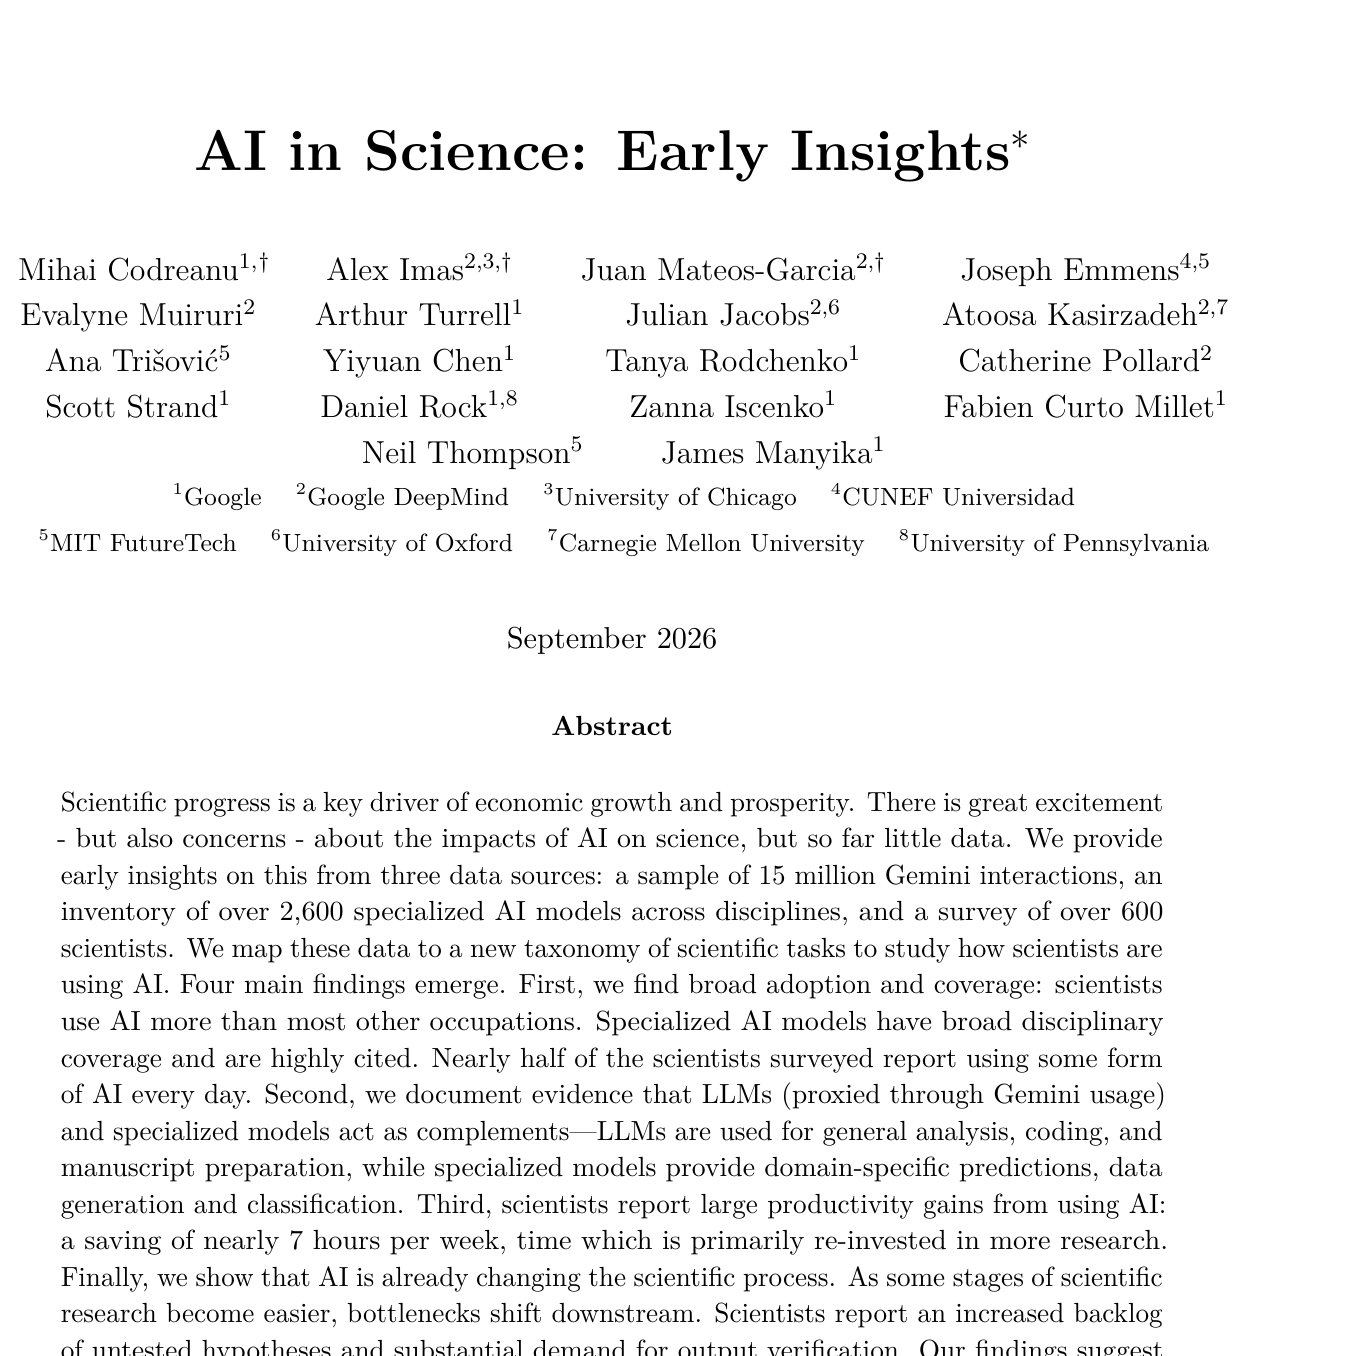 AI in Science: Early Insights*
Mihai Codreanu1,† Alex Imas2,3,† Juan Mateos-Garcia2,† Joseph Emmens4,5
Evalyne Muiruri2 Arthur Turrell1 Julian Jacobs2,6 Atoosa Kasirzadeh2,7
Ana Trišović5 Yiyuan Chen1 Tanya Rodchenko1 Catherine Pollard2
Scott Strand1 Daniel Rock1,8 Zanna Iscenko1 Fabien Curto Millet1
Neil Thompson5 James Manyika1
1Google 2Google DeepMind 3University of Chicago 4CUNEF Universidad
5MIT FutureTech 6University of Oxford 7Carnegie Mellon University 8University of Pennsylvania
September 2026
Abstract
Scientific progress is a key driver of economic growth and prosperity. There is great excitement
- but also concerns - about the impacts of AI on science, but so far little data. We provide
early insights on this from three data sources: a sample of 15 million Gemini interactions, an
inventory of over 2,600 specialized AI models across disciplines, and a survey of over 600
scientists. We map these data to a new taxonomy of scientific tasks to study how scientists are
using AI. Four main findings emerge. First, we find broad adoption and coverage: scientists
use AI more than most other occupations. Specialized AI models have broad disciplinary
coverage and are highly cited. Nearly half of the scientists surveyed report using some form
of AI every day. Second, we document evidence that LLMs (proxied through Gemini usage)
and specialized models act as complements—LLMs are used for general analysis, coding, and
manuscript preparation, while specialized models provide domain-specific predictions, data
generation and classification. Third, scientists report large productivity gains from using AI:
a saving of nearly 7 hours per week, time which is primarily re-invested in more research.
Finally, we show that AI is already changing the scientific process. As some stages of scientific
research become easier, bottlenecks shift downstream. Scientists report an increased backlog
of untested hypotheses and substantial demand for output verification. Our findings suggest